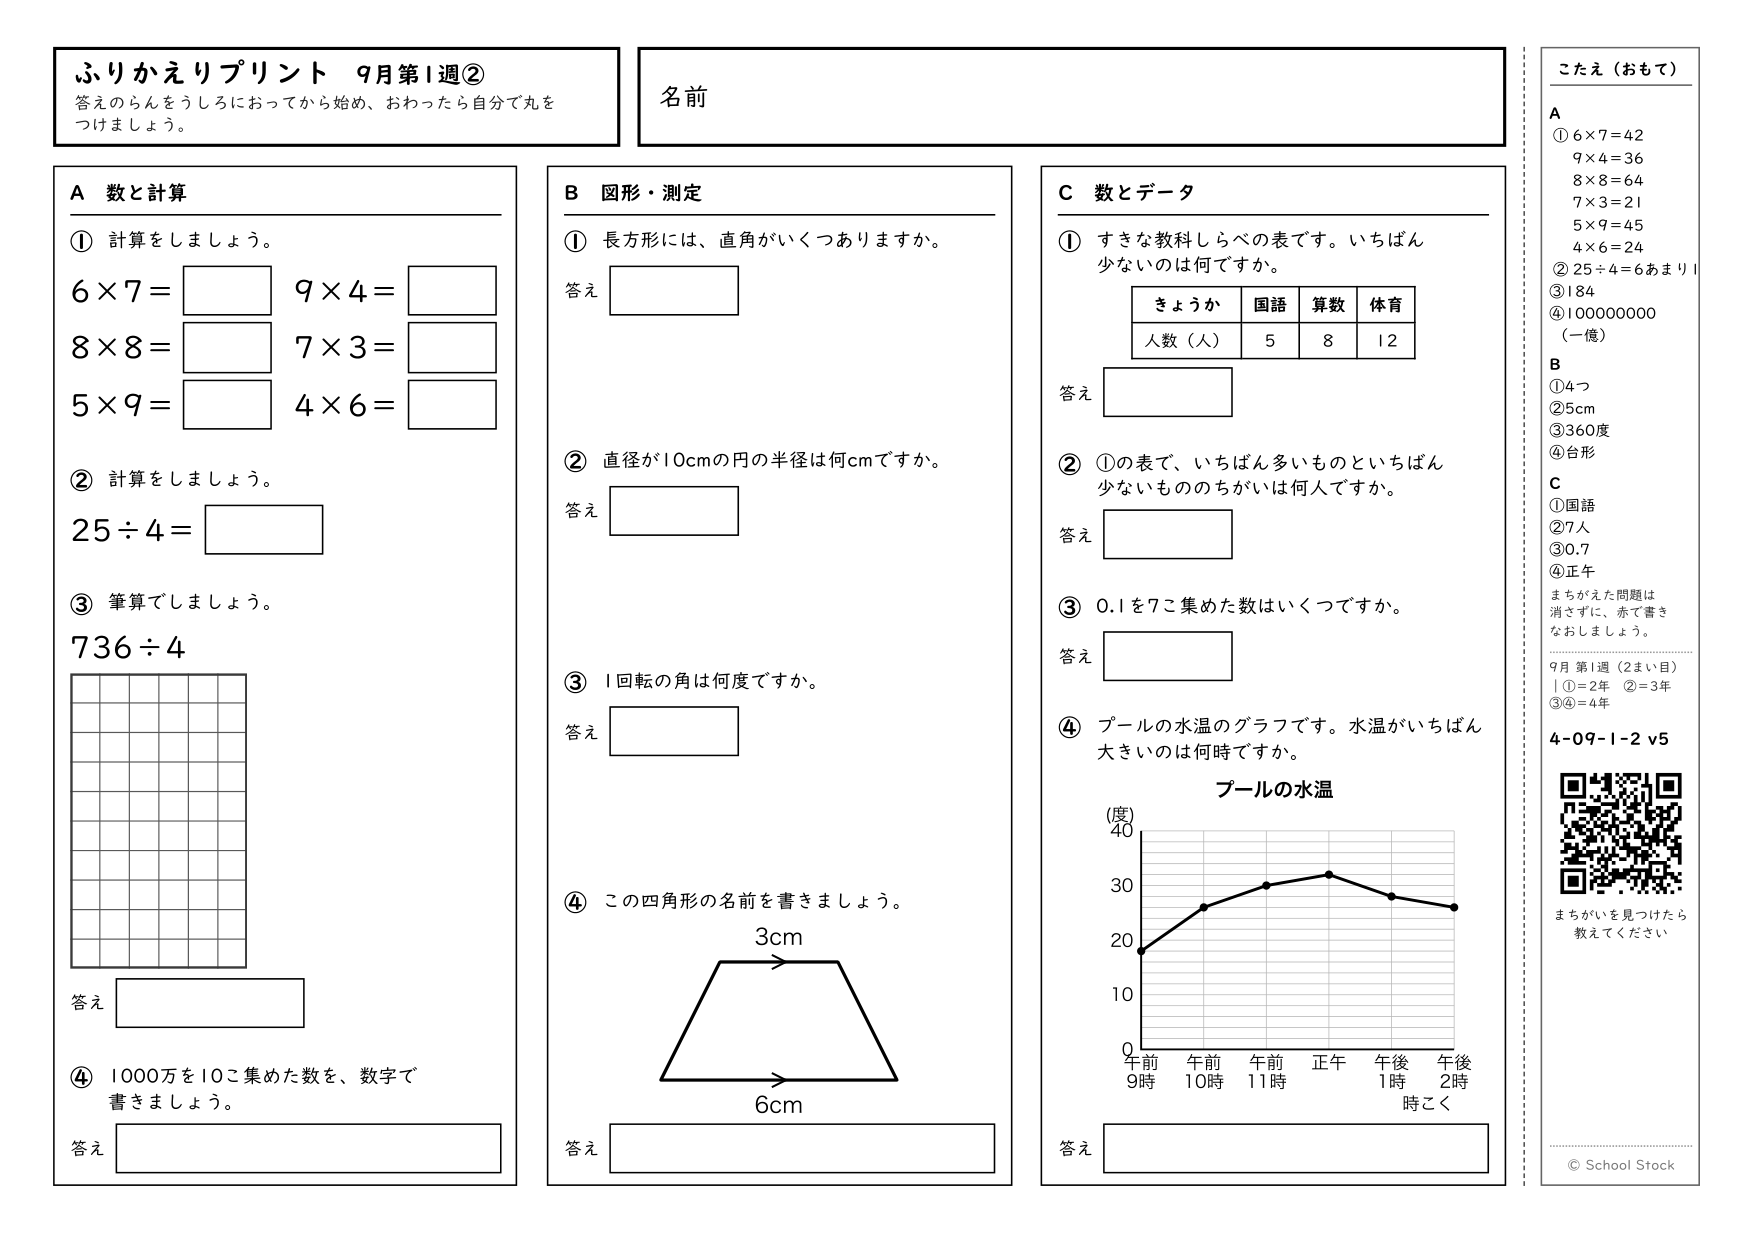 ふりかえりプリント　9月第1週②
答えのらんをうしろにおってから始め、おわったら自分で丸を
つけましょう。
名前
A　数と計算
① 計算をしましょう。
6×7＝　9×4＝
8×8＝　7×3＝
5×9＝　4×6＝
② 計算をしましょう。
25÷4＝
③ 筆算でしましょう。
736÷4
答え
④ 1000万を10こ集めた数を、数字で
書きましょう。
答え
B　図形・測定
① 長方形には、直角がいくつありますか。
答え
② 直径が10cmの円の半径は何cmですか。
答え
③ 1回転の角は何度ですか。
答え
④ この四角形の名前を書きましょう。
3cm
6cm
答え
C　数とデータ
① すきな教科しらべの表です。いちばん
少ないのは何ですか。
きょうか　国語　算数　体育
人数（人）　5　8　12
答え
② ①の表で、いちばん多いものといちばん
少ないもののちがいは何人ですか。
答え
③ 0.1を7こ集めた数はいくつですか。
答え
④ プールの水温のグラフです。水温がいちばん
大きいのは何時ですか。
プールの水温
(度)
40
30
20
10
0
午前　午前　午前　正午　午後　午後
9時　10時　11時　1時　2時
時こく
答え
こたえ（おもて）
A
① 6×7＝42
9×4＝36
8×8＝64
7×3＝21
5×9＝45
4×6＝24
② 25÷4＝6あまり1
③184
④100000000
（一億）
B
①4つ
②5cm
③360度
④台形
C
①国語
②7人
③0.7
④正午
まちがえた問題は
消さずに、赤で書き
なおしましょう。
9月 第1週（2まい目）
｜①＝2年　②＝3年
③④＝4年
4-09-1-2 v5
まちがいを見つけたら
教えてください
© School Stock